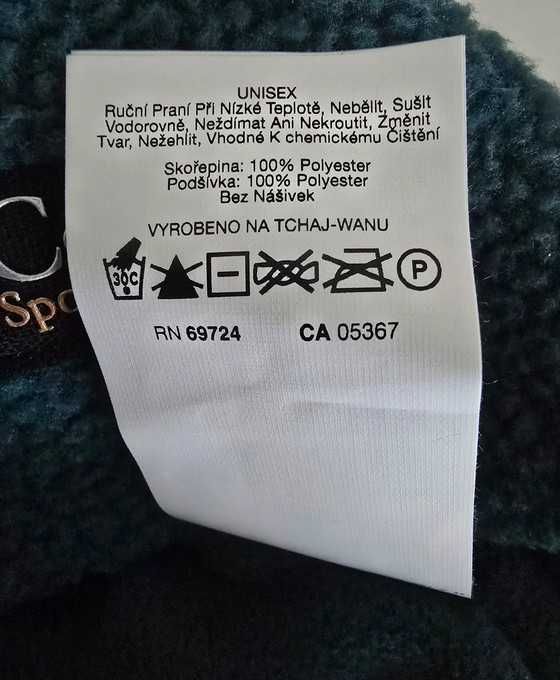 UNISEX
Ruční Praní Při Nízké Teplotě, Nebělit, Sušit
Vodorovně, Neždímat Ani Nekroutit, Změnit
Tvar, Nežehlit, Vhodné K chemickému Čištění
Skořepina: 100% Polyester
Podšívka: 100% Polyester
Bez Nášivek
VYROBENO NA TCHAJ-WANU
30C
P
RN 69724 CA 05367